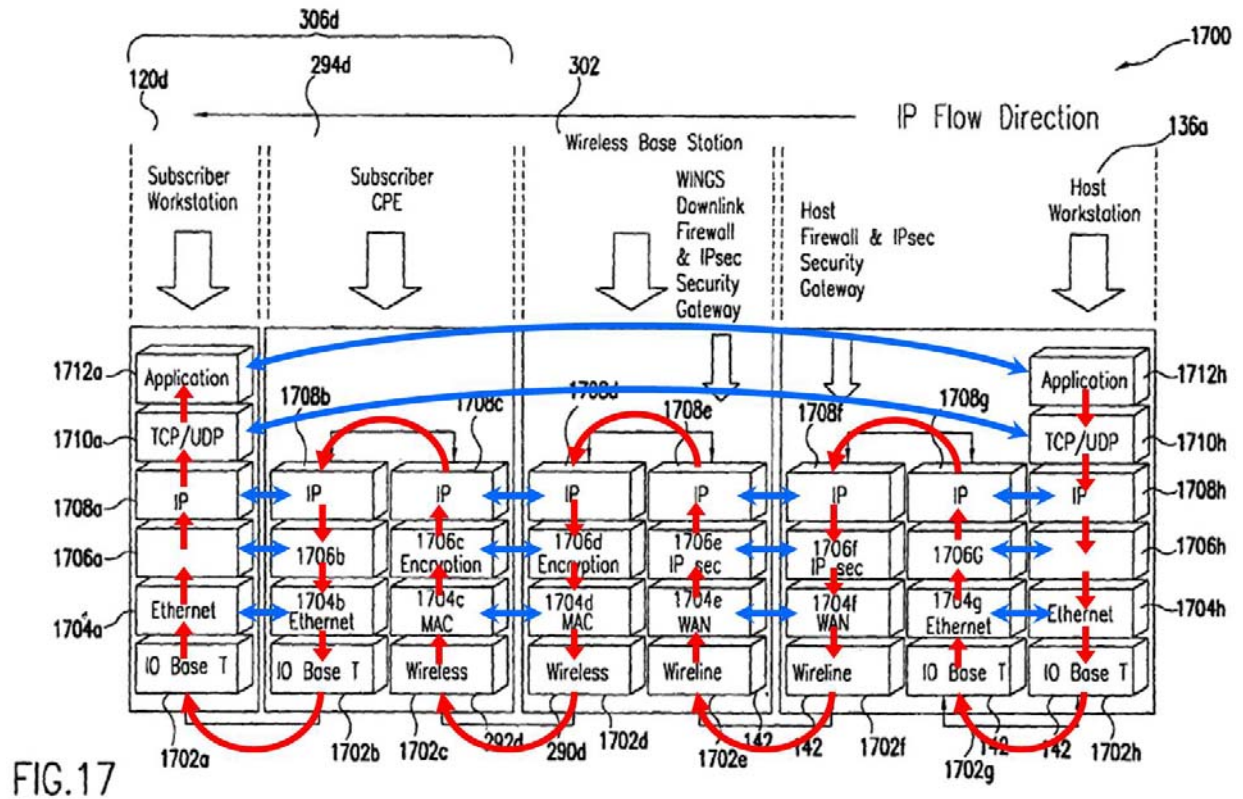 306d
1700
120d
294d
302
IP Flow Direction
136a
Wireless Base Station
Subscriber
Workstation
Subscriber
CPE
WINGS
Downlink
Firewall
& IPsec
Security
Gateway
Host
Firewall & IPsec
Security
Gateway
Host
Workstation
1712a
Application
Application
1712h
1708b
1708c
1708d
1708e
1708f
1708g
1710a
TCP/UDP
TCP/UDP
1710h
1708a
IP
IP
IP
IP
IP
IP
IP
IP
1708h
1706a
1706b
1706c
Encryption
1706d
Encryption
1706e
IP sec
1706f
IP sec
1706G
1706h
1704a
Ethernet
1704b
Ethernet
1704c
MAC
1704d
MAC
1704e
WAN
1704f
WAN
1704g
Ethernet
Ethernet
1704h
IO Base T
IO Base T
Wireless
Wireless
Wireline
Wireline
IO Base T
IO Base T
1702a
1702b
1702c
292d
290d
1702d
142
1702e
142
1702f
142
1702g
142
1702h
FIG.17